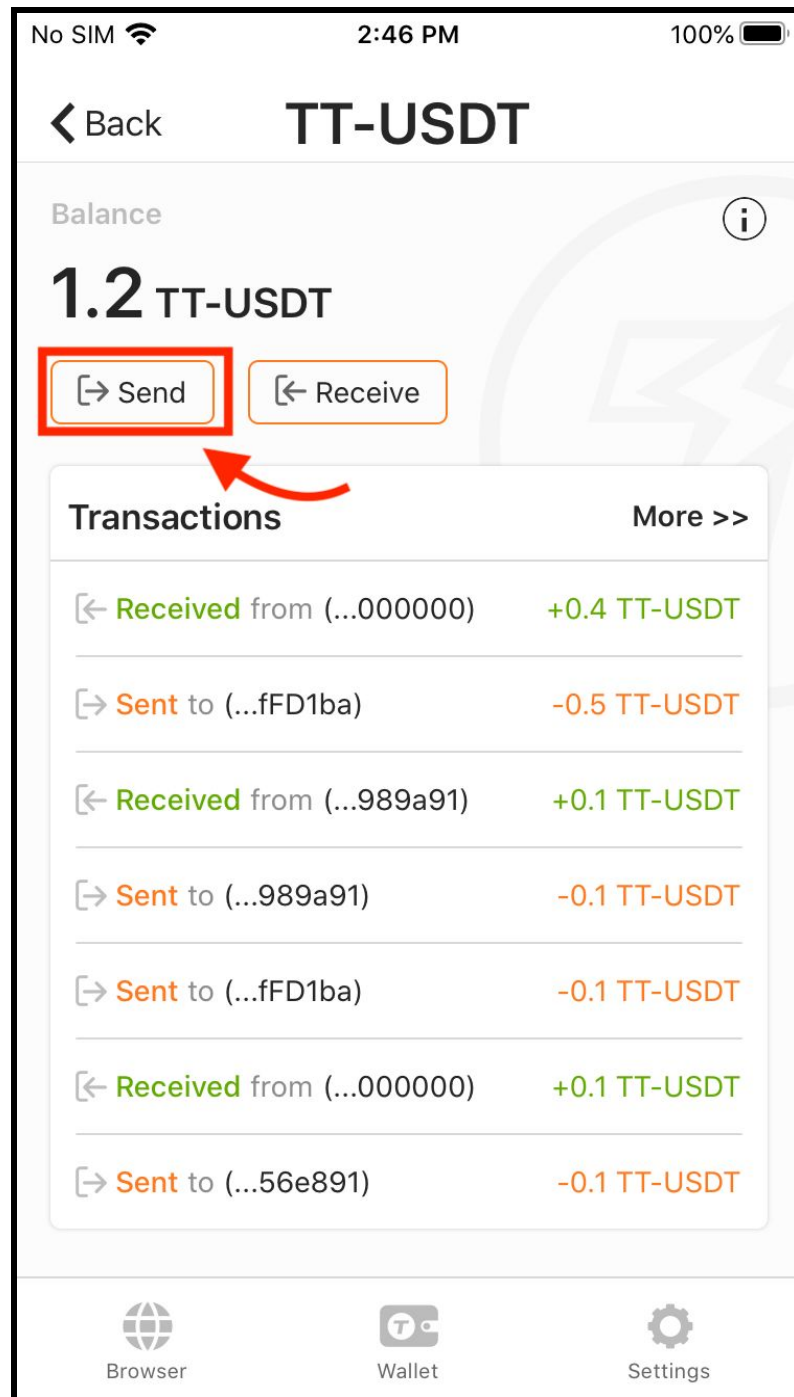 No SIM 2:46 PM 100%
Back TT-USDT
Balance
1.2 TT-USDT
Send Receive
Transactions More >>
Received from (...000000) +0.4 TT-USDT
Sent to (...fFD1ba) -0.5 TT-USDT
Received from (...989a91) +0.1 TT-USDT
Sent to (...989a91) -0.1 TT-USDT
Sent to (...fFD1ba) -0.1 TT-USDT
Received from (...000000) +0.1 TT-USDT
Sent to (...56e891) -0.1 TT-USDT
Browser Wallet Settings